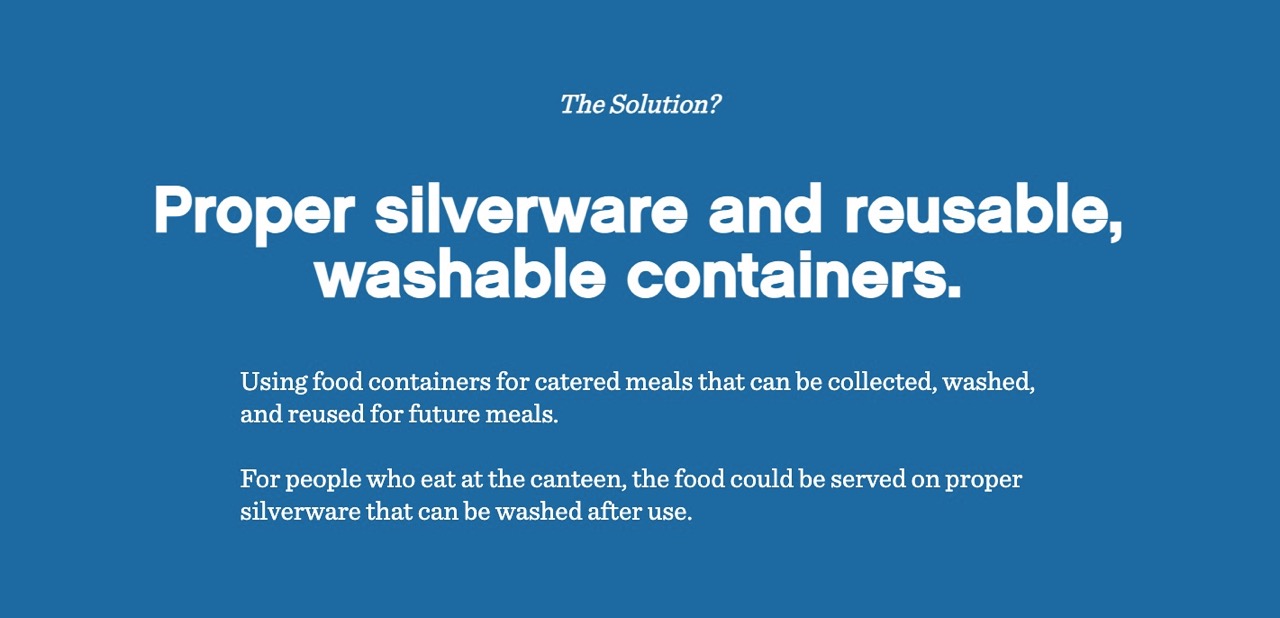 The Solution?
Proper silverware and reusable,
washable containers.
Using food containers for catered meals that can be collected, washed,
and reused for future meals.
For people who eat at the canteen, the food could be served on proper
silverware that can be washed after use.